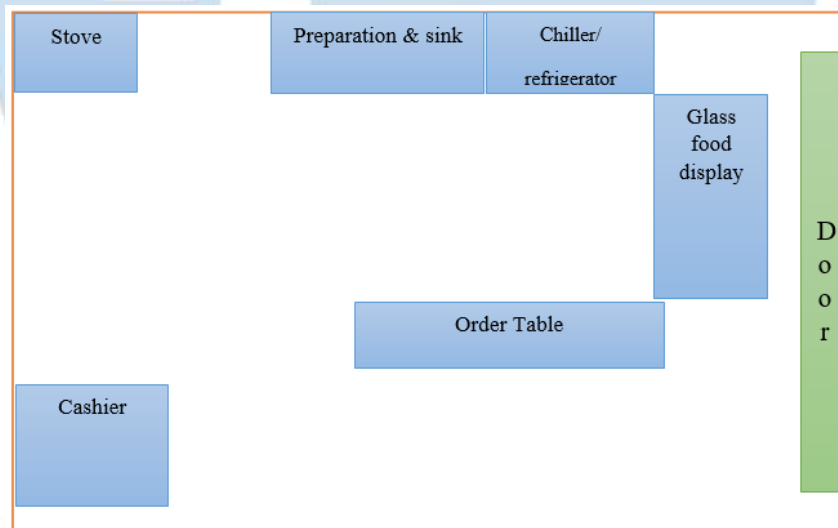 Stove
Preparation & sink
Chiller/
refrigerator
Glass
food
display
D
o
o
r
Order Table
Cashier